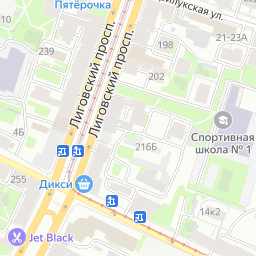 Пятёрочка
Лиговский просп.
Лиговский просп.
198
21-23А
239
202
4Б
216Б
Спортивная
школа № 1
255
Дикси
14к2
Jet Black